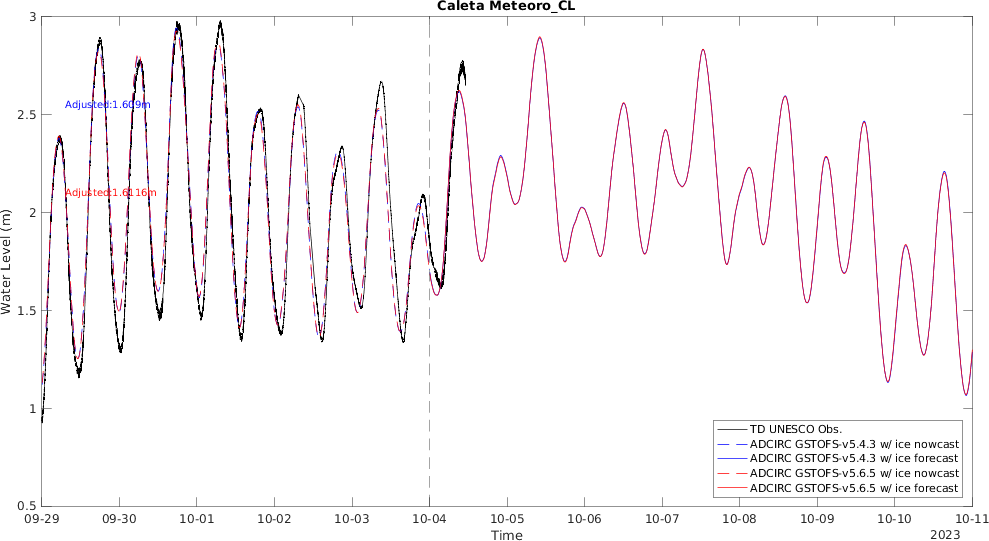 Caleta Meteoro_CL
3
2.5
2
1.5
1
0.5
Water Level (m)
Adjusted:1.609m
Adjusted:1.6116m
TD UNESCO Obs.
ADCIRC GSTOFS-v5.4.3 w/ ice nowcast
ADCIRC GSTOFS-v5.4.3 w/ ice forecast
ADCIRC GSTOFS-v5.6.5 w/ ice nowcast
ADCIRC GSTOFS-v5.6.5 w/ ice forecast
09-29 09-30 10-01 10-02 10-03 10-04 10-05 10-06 10-07 10-08 10-09 10-10 10-11
Time
2023